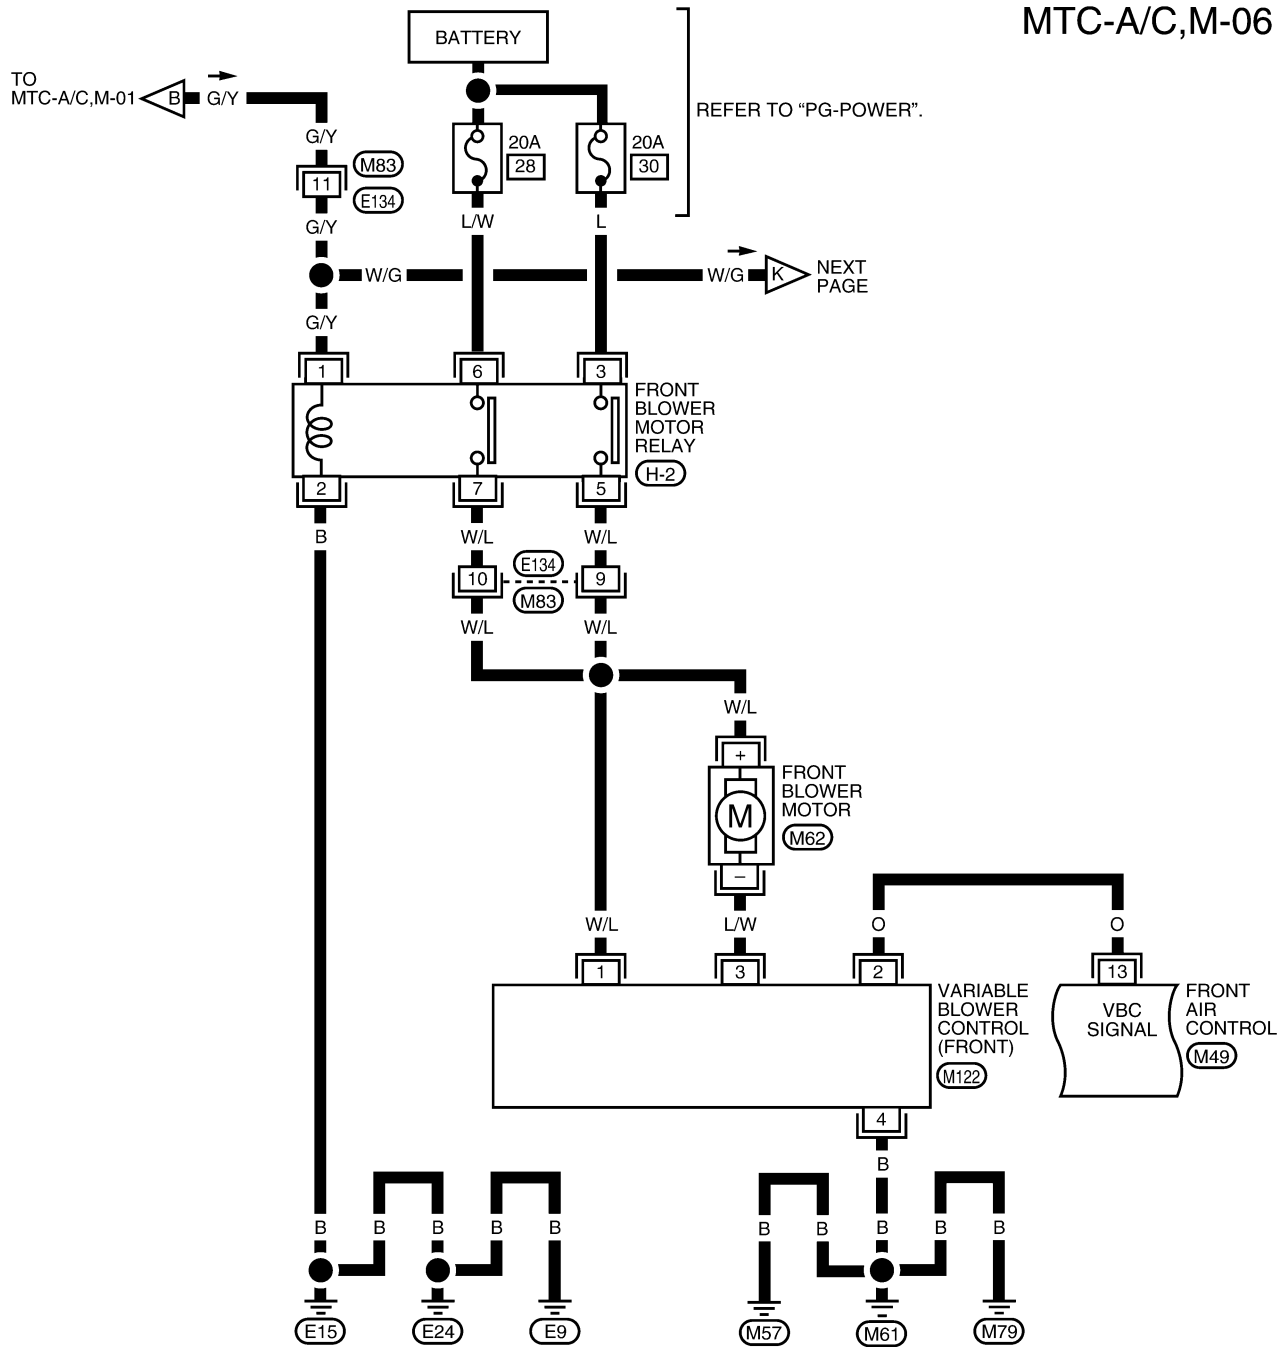 MTC-A/C,M-06
BATTERY
TO
MTC-A/C,M-01
B
G/Y
REFER TO “PG-POWER”.
G/Y
20A
28
20A
30
M83
11
E134
L/W
L
G/Y
W/G
W/G
K
NEXT
PAGE
G/Y
1
6
3
FRONT
BLOWER
MOTOR
RELAY
H-2
2
7
5
B
W/L
W/L
10
E134
9
M83
W/L
W/L
W/L
+
FRONT
BLOWER
MOTOR
M
M62
–
W/L
L/W
O
O
1
3
2
13
VARIABLE
BLOWER
CONTROL
(FRONT)
M122
VBC
SIGNAL
FRONT
AIR
CONTROL
M49
4
B
B
B
B
B
B
B
B
B
B
B
E15
E24
E9
M57
M61
M79